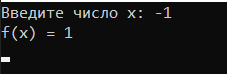 Введите число x: -1
f(x) = 1